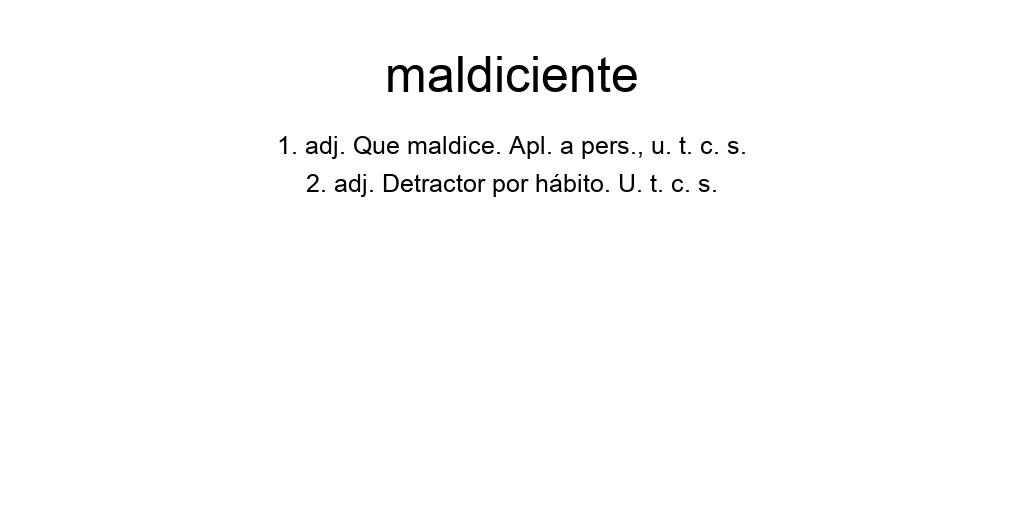 maldiciente
1. adj. Que maldice. Apl. a pers., u. t. c. s.
2. adj. Detractor por hábito. U. t. c. s.